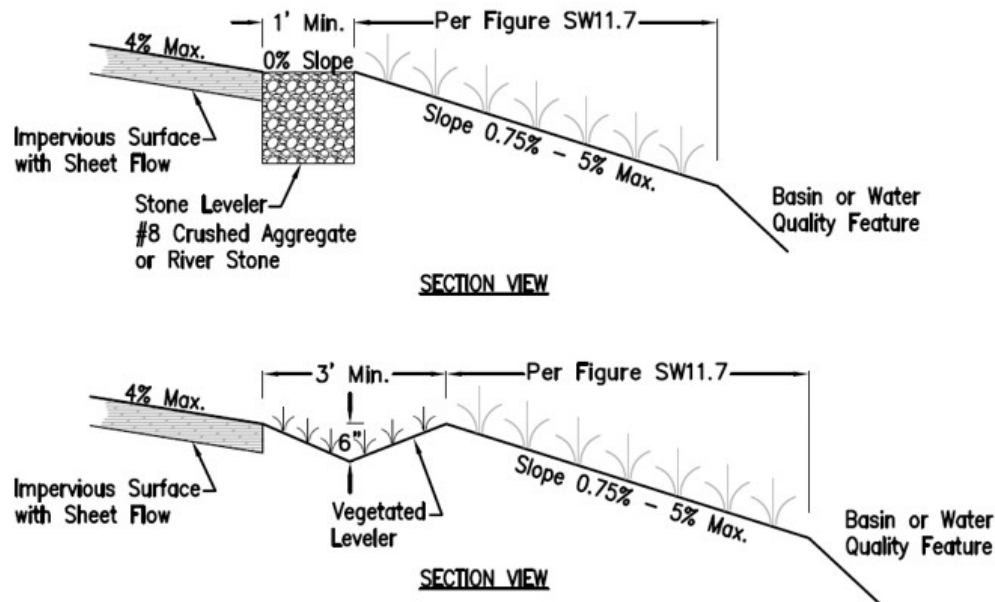 1' Min.
Per Figure SW11.7
4% Max.
0% Slope
Slope 0.75% - 5% Max.
Impervious Surface
with Sheet Flow
Stone Leveler
#8 Crushed Aggregate
or River Stone
Basin or Water
Quality Feature
SECTION VIEW
3' Min.
Per Figure SW11.7
4% Max.
6"
Slope 0.75% - 5% Max.
Impervious Surface
with Sheet Flow
Vegetated
Leveler
Basin or Water
Quality Feature
SECTION VIEW